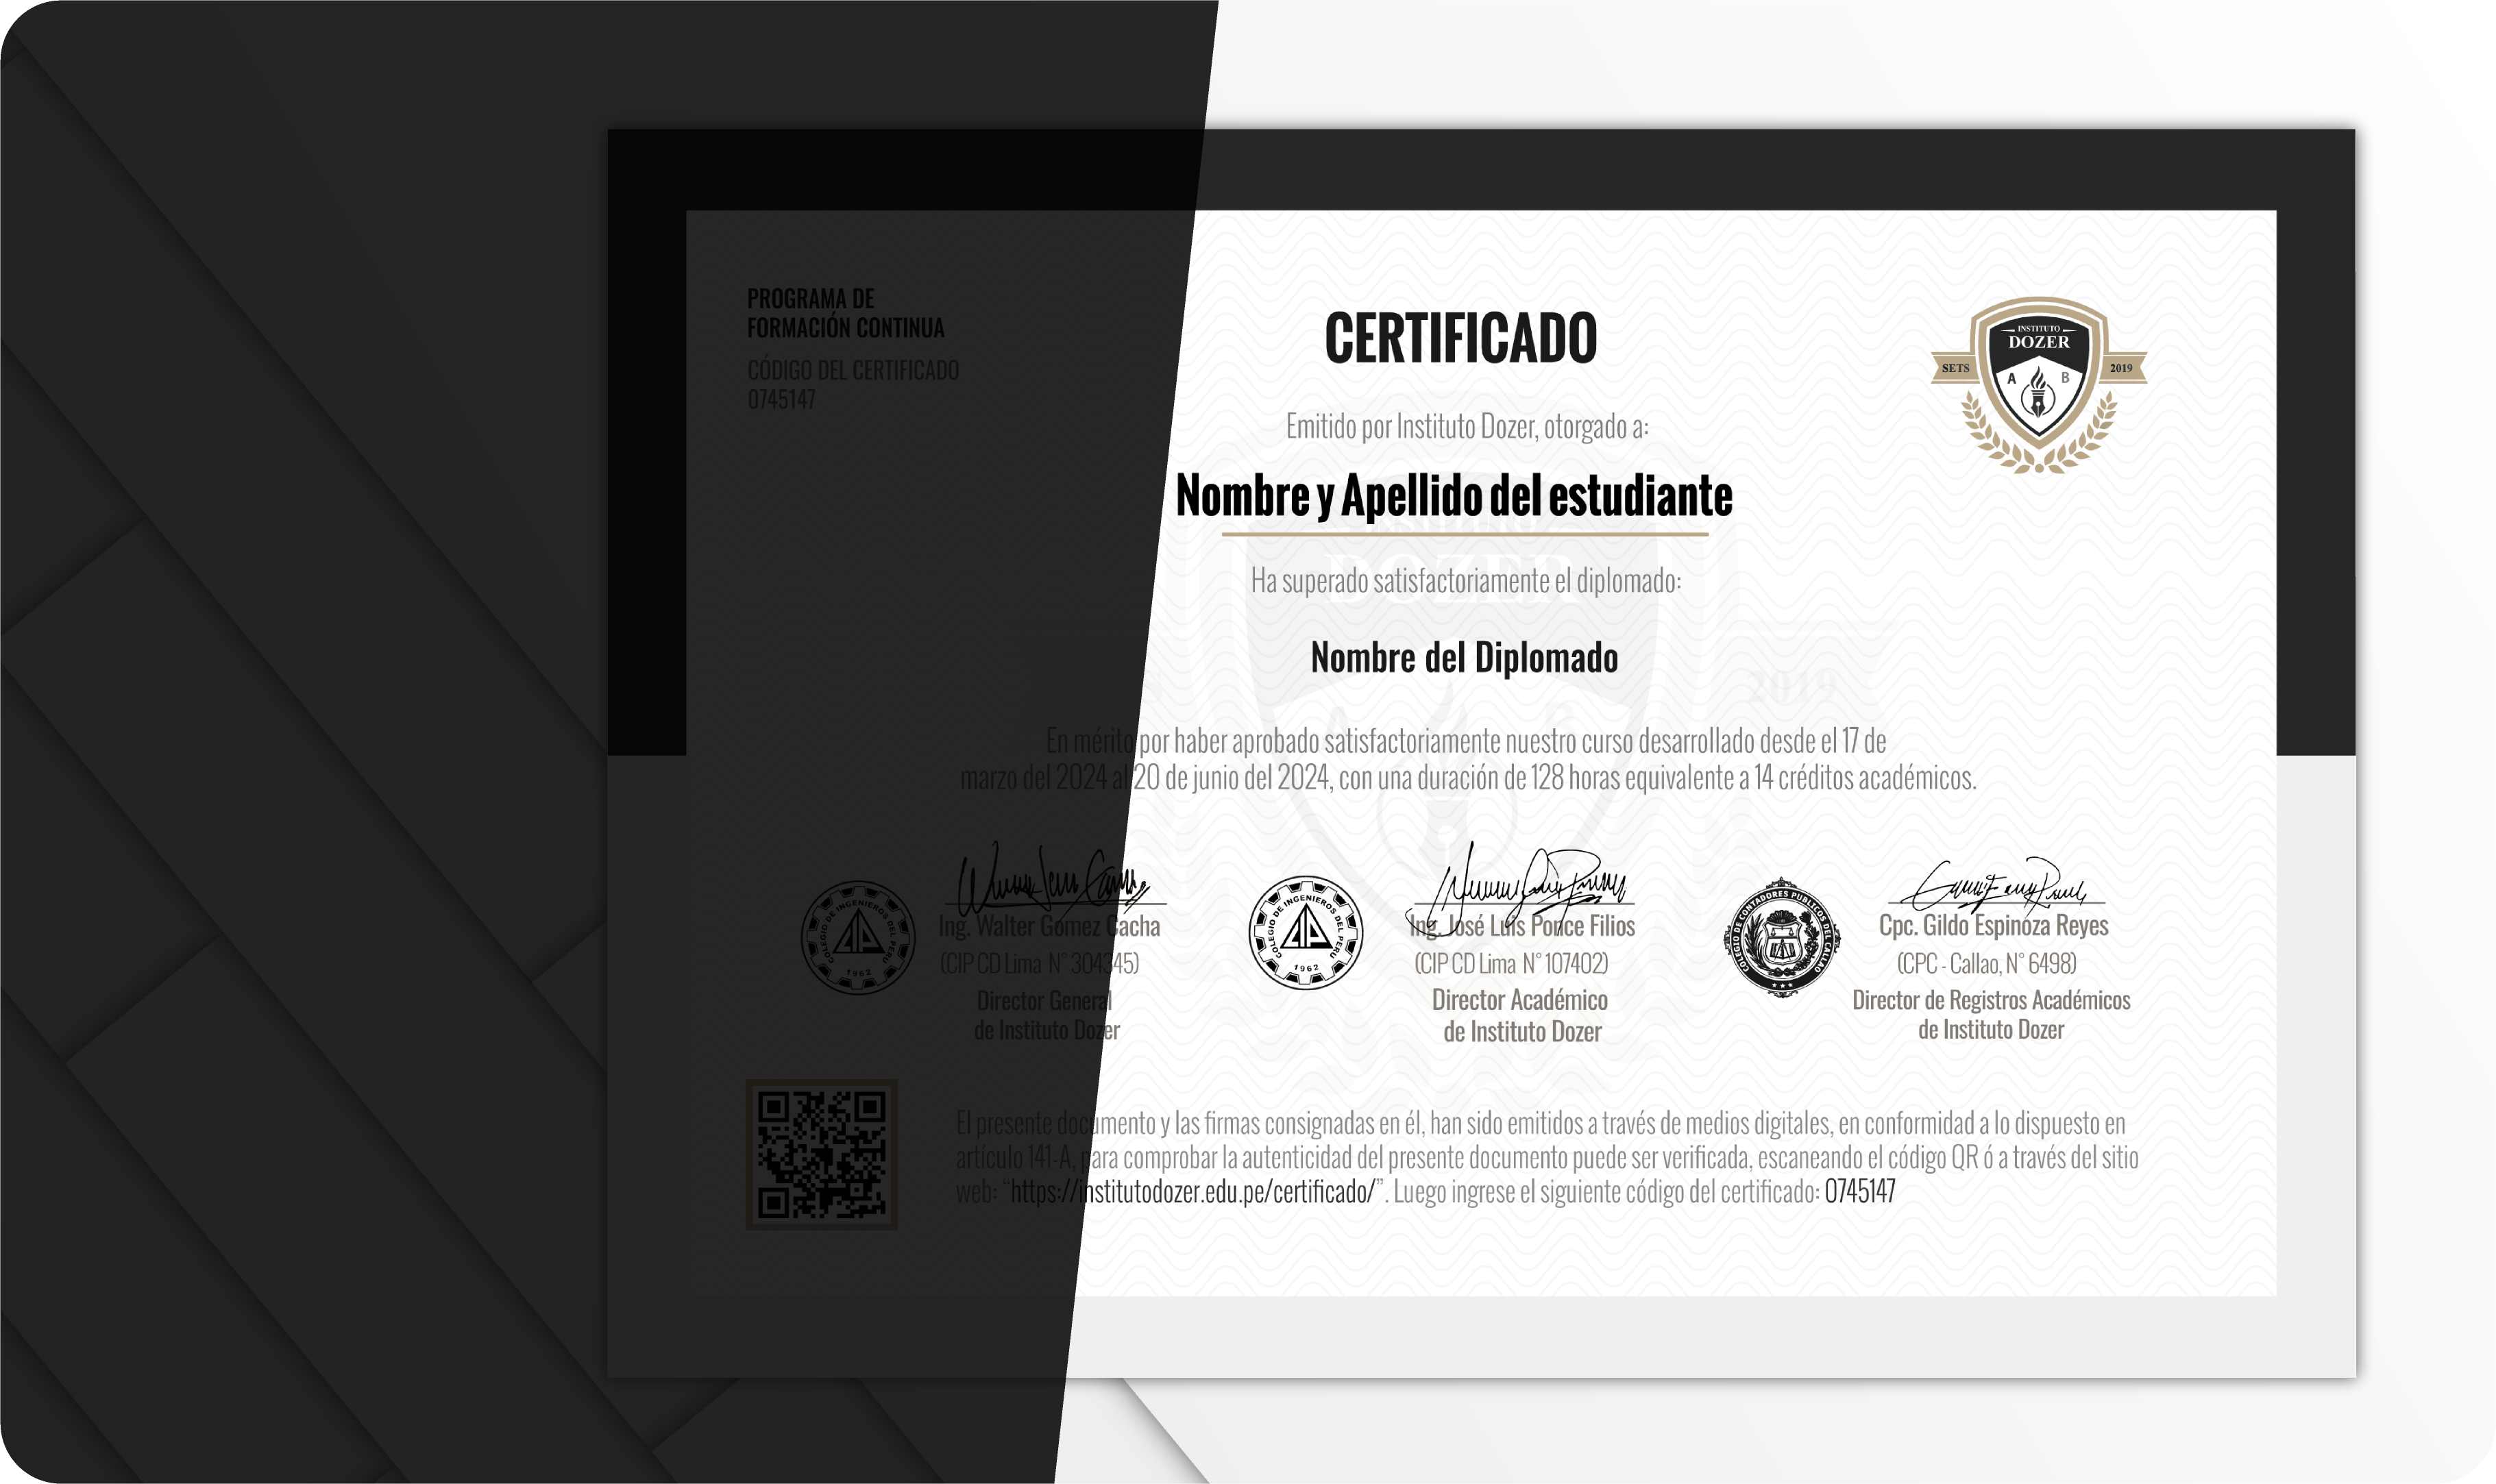 PROGRAMA DE
FORMACIÓN CONTINUA
CÓDIGO DEL CERTIFICADO
0745147
CERTIFICADO
Emitido por Instituto Dozer, otorgado a:
Nombre y Apellido del estudiante
Ha superado satisfactoriamente el diplomado:
Nombre del Diplomado
En mérito por haber aprobado satisfactoriamente nuestro curso desarrollado desde el 17 de
marzo del 2024 al 20 de junio del 2024, con una duración de 128 horas equivalente a 14 créditos académicos.
INSTITUTO
DOZER
SETS
2019
A B
DOZER
2019
COLEGIO DE INGENIEROS DEL PERU
1962
Ing. Walter Gomez Cacha
(CIP CD Lima N° 304345)
Director General
de Instituto Dozer
COLEGIO DE INGENIEROS DEL PERU
1962
Ing. José Luis Ponce Filios
(CIP CD Lima N° 107402)
Director Académico
de Instituto Dozer
COLEGIO DE CONTADORES PUBLICOS DEL CALLAO
Cpc. Gildo Espinoza Reyes
(CPC - Callao, N° 6498)
Director de Registros Académicos
de Instituto Dozer
El presente documento y las firmas consignadas en él, han sido emitidos a través de medios digitales, en conformidad a lo dispuesto en
artículo 141-A, para comprobar la autenticidad del presente documento puede ser verificada, escaneando el código QR ó a través del sitio
web: “https://institutodozer.edu.pe/certificado/”. Luego ingrese el siguiente código del certificado: 0745147